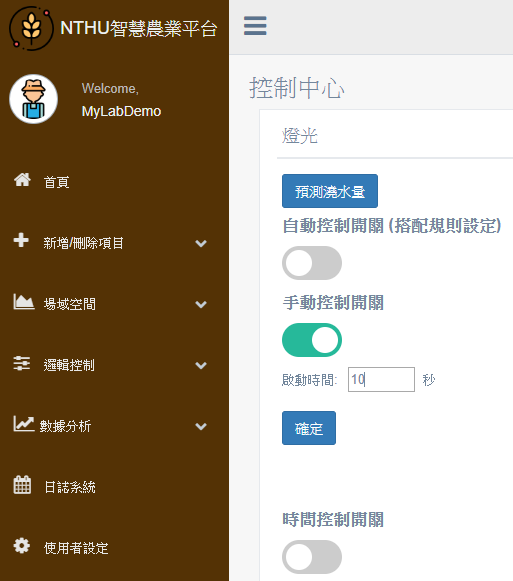 NTHU智慧農業平台
Welcome,
MyLabDemo
首頁
新增/刪除項目
場域空間
邏輯控制
數據分析
日誌系統
使用者設定
控制中心
燈光
預測澆水量
自動控制開關 (搭配規則設定)
手動控制開關
啟動時間: 10 秒
確定
時間控制開關